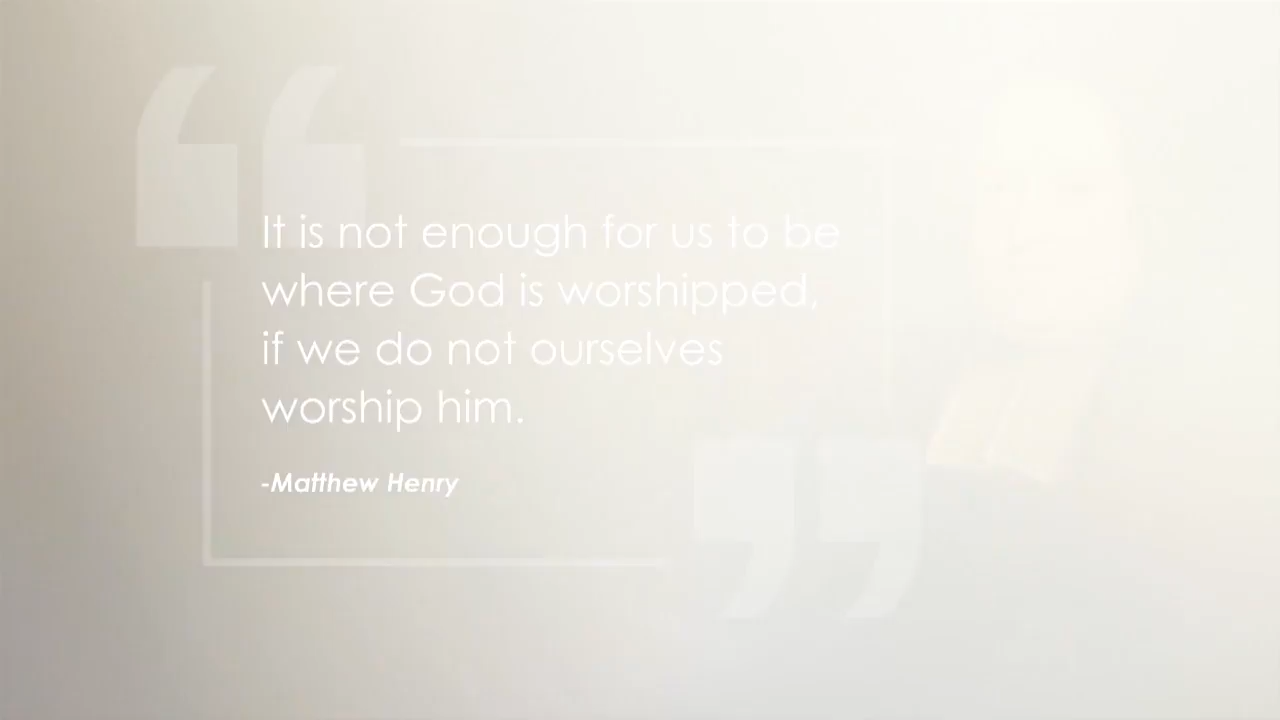 It is not enough for us to be
where God is worshipped,
if we do not ourselves
worship him.
-Matthew Henry